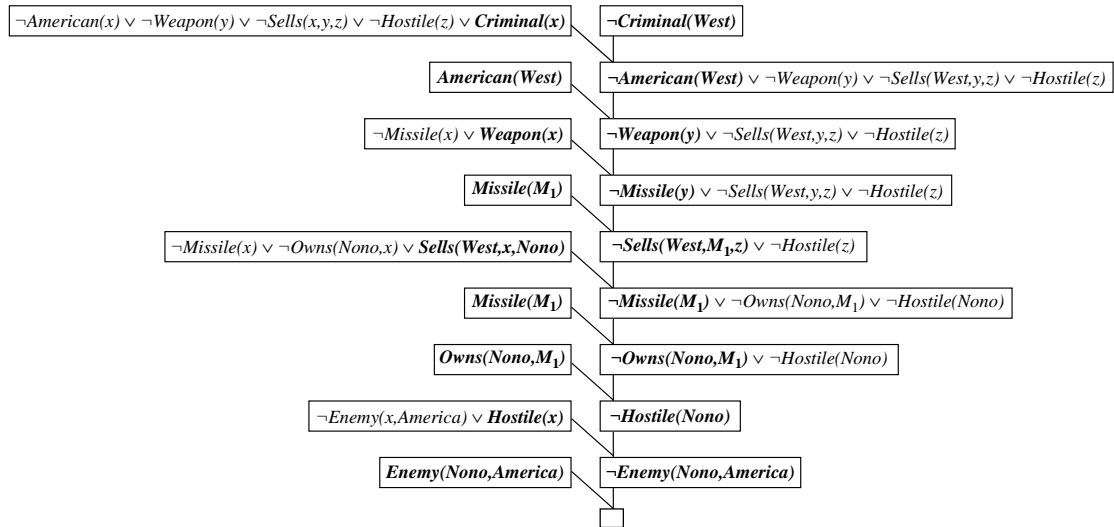 ¬American(x) ∨ ¬Weapon(y) ∨ ¬Sells(x,y,z) ∨ ¬Hostile(z) ∨ Criminal(x) ¬Criminal(West)
American(West) ¬American(West) ∨ ¬Weapon(y) ∨ ¬Sells(West,y,z) ∨ ¬Hostile(z)
¬Missile(x) ∨ Weapon(x) ¬Weapon(y) ∨ ¬Sells(West,y,z) ∨ ¬Hostile(z)
Missile(M₁) ¬Missile(y) ∨ ¬Sells(West,y,z) ∨ ¬Hostile(z)
¬Missile(x) ∨ ¬Owns(Nono,x) ∨ Sells(West,x,Nono) ¬Sells(West,M₁,z) ∨ ¬Hostile(z)
Missile(M₁) ¬Missile(M₁) ∨ ¬Owns(Nono,M₁) ∨ ¬Hostile(Nono)
Owns(Nono,M₁) ¬Owns(Nono,M₁) ∨ ¬Hostile(Nono)
¬Enemy(x,America) ∨ Hostile(x) ¬Hostile(Nono)
Enemy(Nono,America) ¬Enemy(Nono,America)